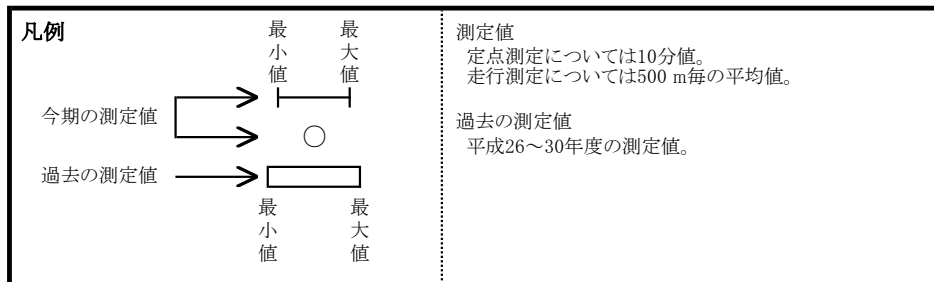 凡例
最小値
最大値
今期の測定値
過去の測定値
最小値
最大値
測定値
定点測定については10分値。
走行測定については500 m毎の平均値。
過去の測定値
平成26～30年度の測定値。